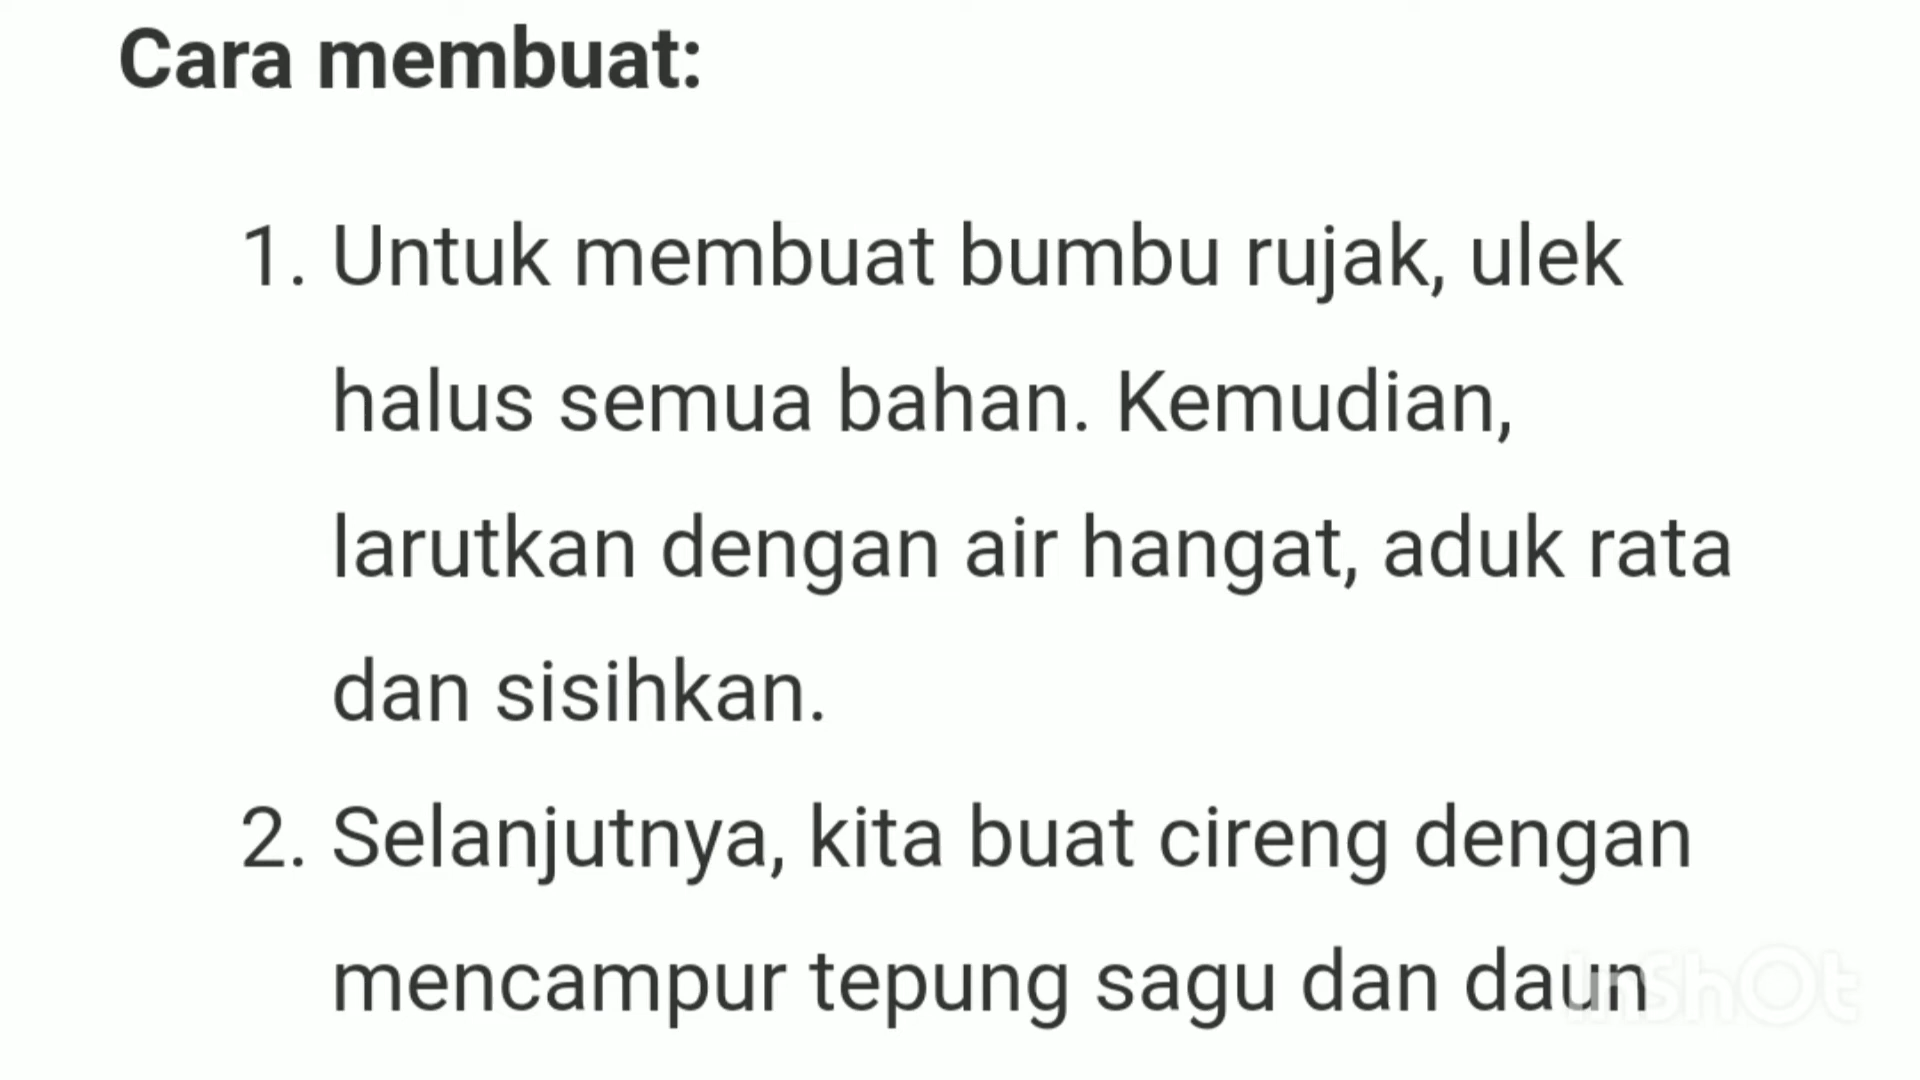 Cara membuat:
1. Untuk membuat bumbu rujak, ulek
halus semua bahan. Kemudian,
larutkan dengan air hangat, aduk rata
dan sisihkan.
2. Selanjutnya, kita buat cireng dengan
mencampur tepung sagu dan daun
InShOt